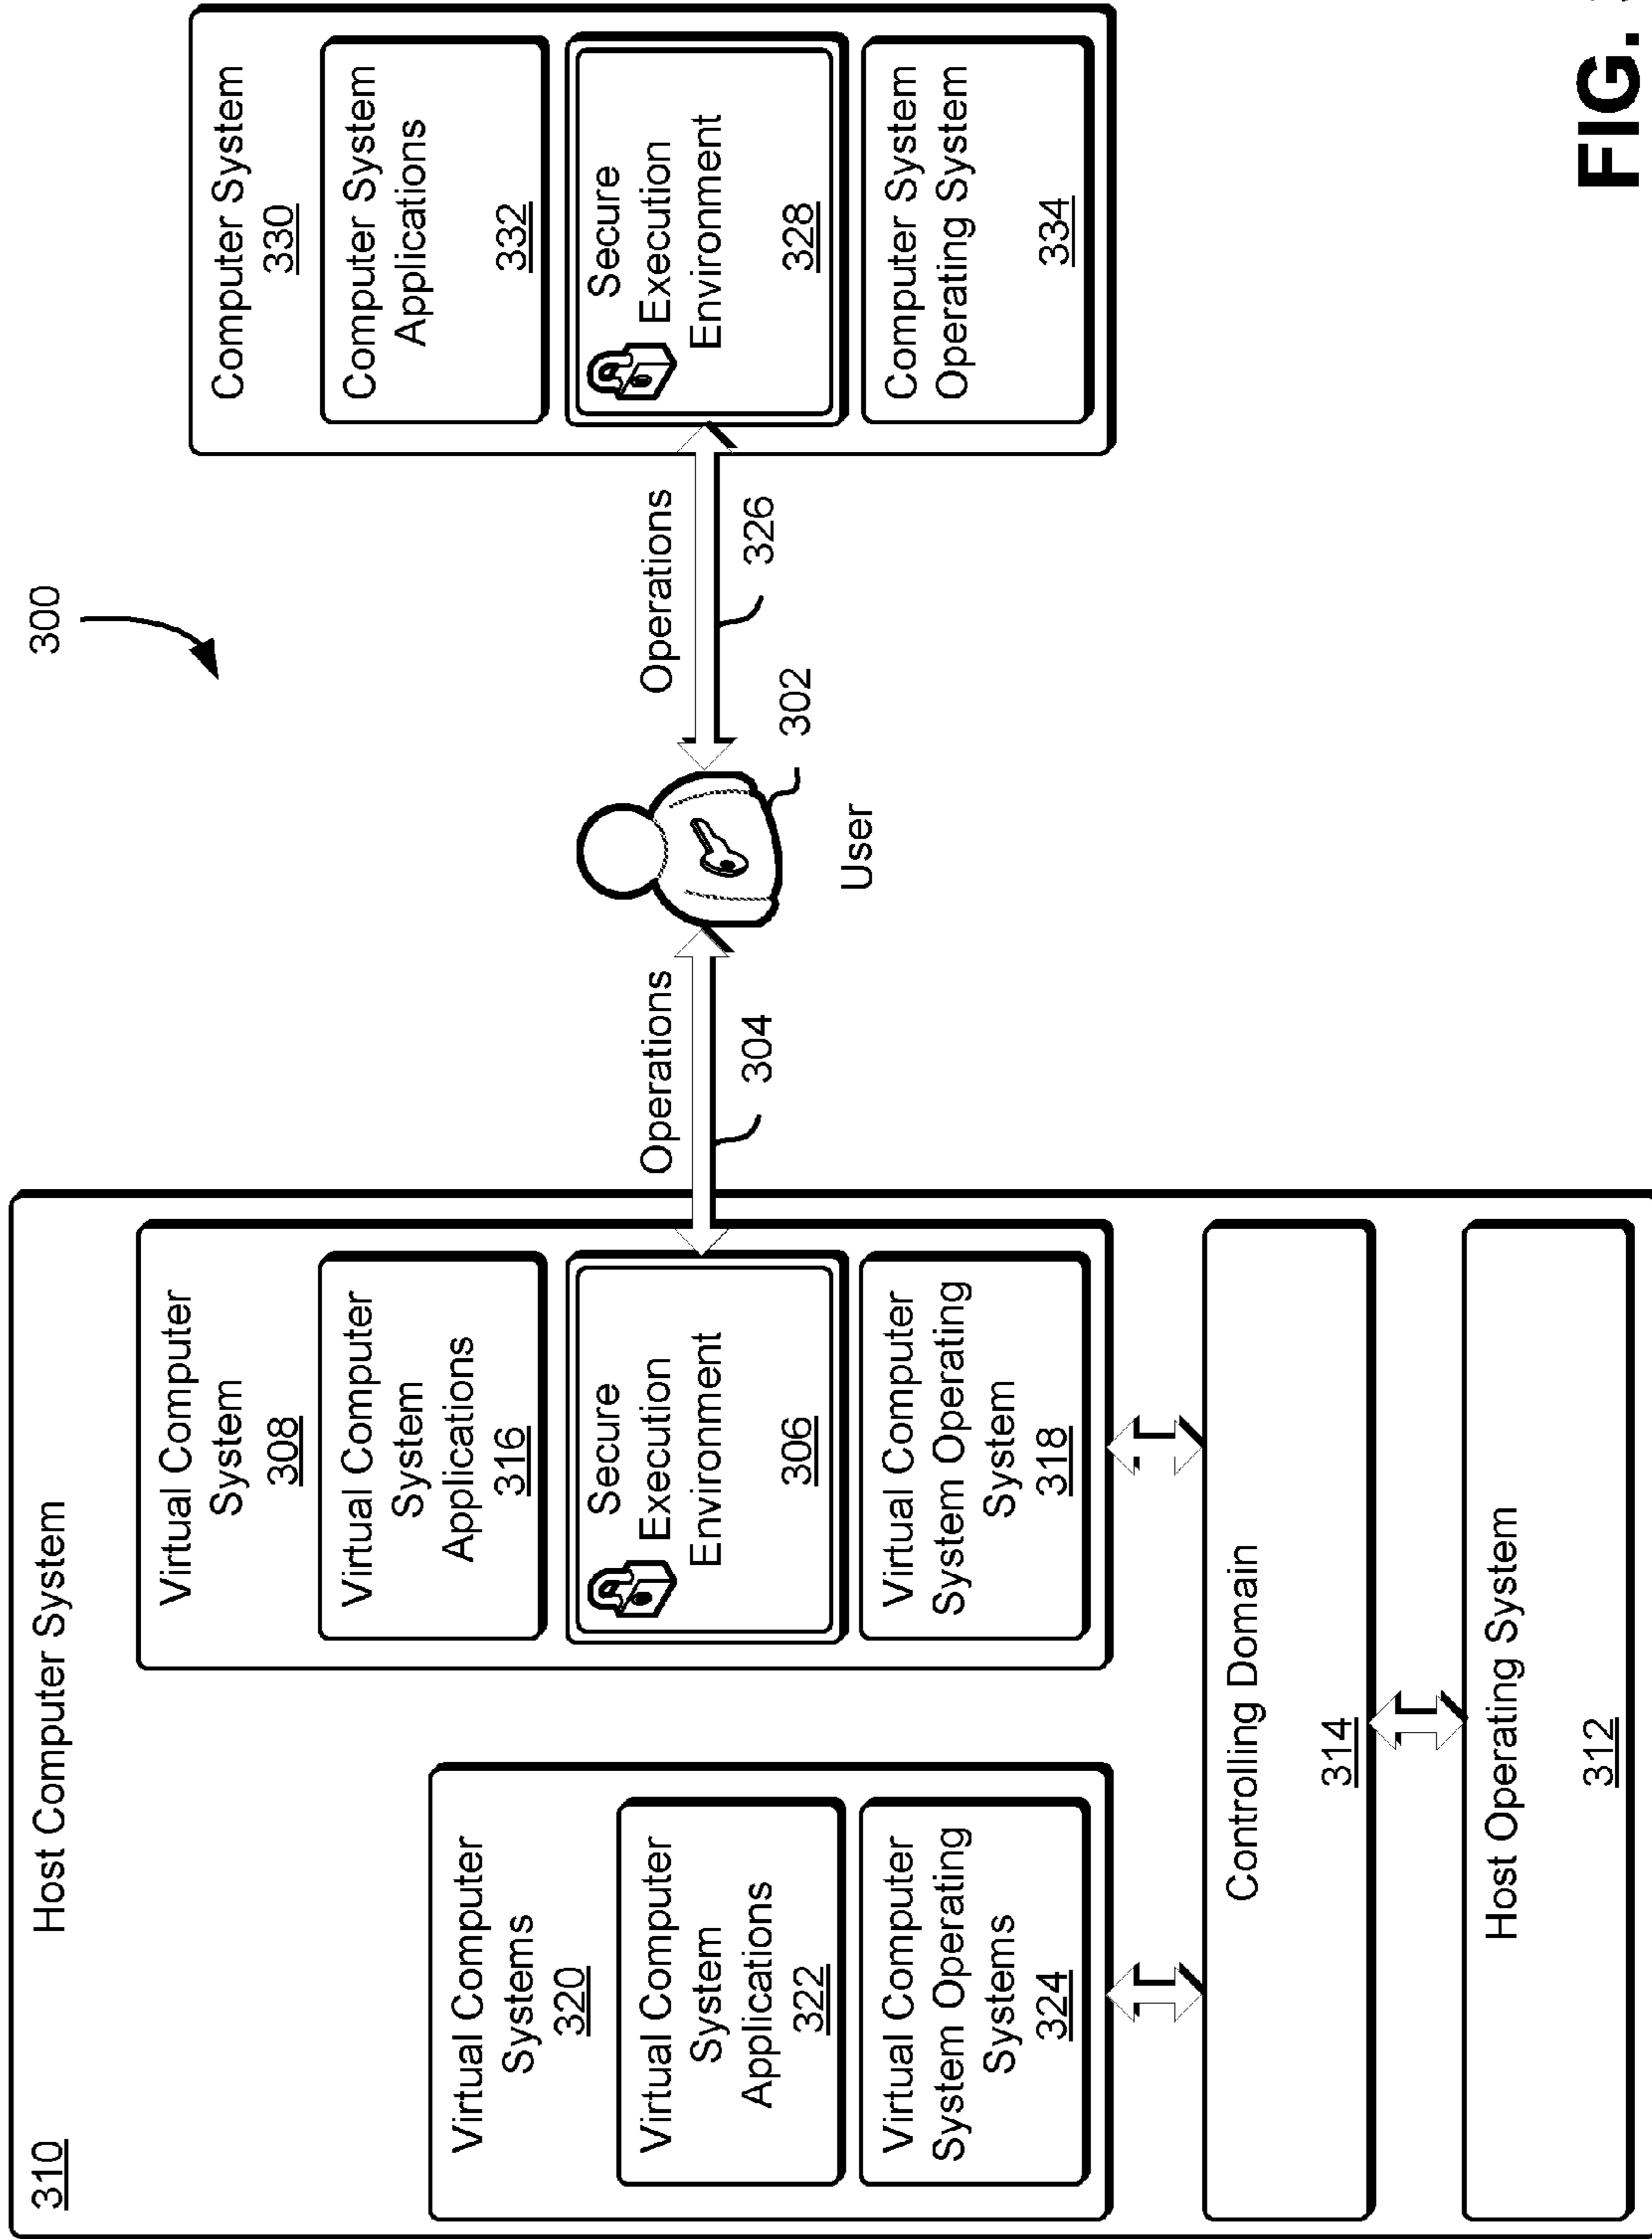 300
310
Host Computer System
Virtual Computer
Systems
320
Virtual Computer
System
Applications
322
Virtual Computer
System Operating
Systems
324
Virtual Computer
System
308
Virtual Computer
System
Applications
316
Secure
Execution
Environment
306
Virtual Computer
System Operating
System
318
Controlling Domain
314
Host Operating System
312
Operations
304
User
302
Operations
326
Computer System
330
Computer System
Applications
332
Secure
Execution
Environment
328
Computer System
Operating System
334
FIG.